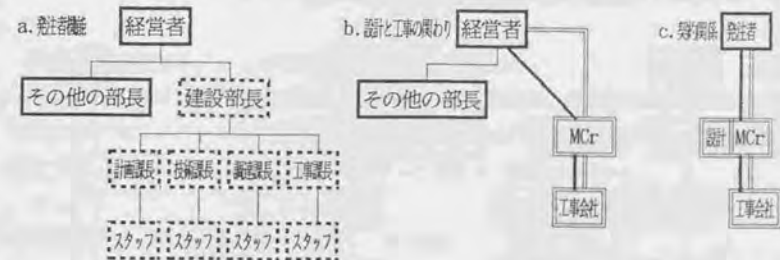 a. 発注者機能
経営者
その他の部長
建設部長
計画課長
技術課長
調達課長
工事課長
スタッフ
スタッフ
スタッフ
スタッフ
b. 設計と工事の関わり
経営者
その他の部長
MCr
工事会社
c. 契約関係
発注者
設計
MCr
工事会社